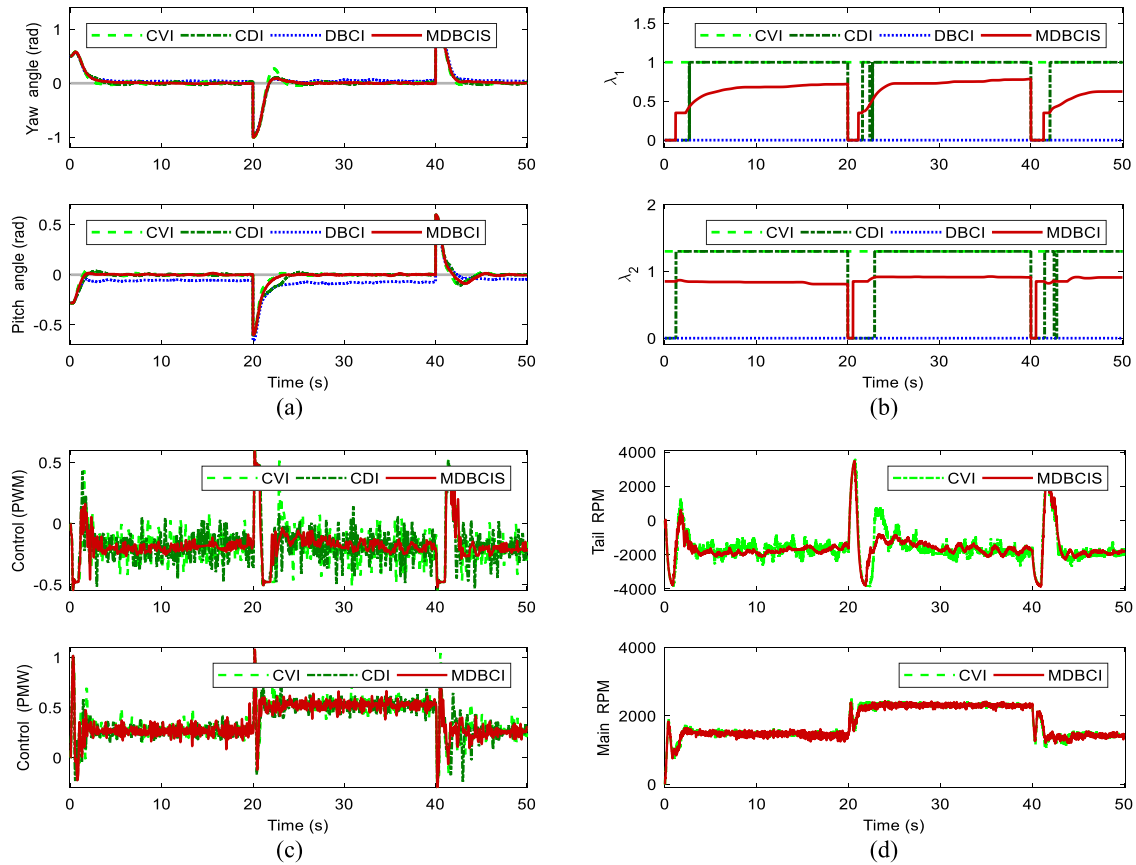 1
0
-1
Yaw angle (rad)
CVI CDI DBCI MDBCIS
0 10 20 30 40 50
0.5
0
-0.5
Pitch angle (rad)
CVI CDI DBCI MDBCI
0 10 20 30 40 50
Time (s)
(a)
1.5
1
0.5
0
λ1
CVI CDI DBCI MDBCIS
0 10 20 30 40 50
2
1
0
λ2
CVI CDI DBCI MDBCI
0 10 20 30 40 50
Time (s)
(b)
0.5
0
-0.5
Control (PWM)
CVI CDI MDBCIS
0 10 20 30 40 50
1
0.5
0
Control (PMW)
CVI CDI MDBCI
0 10 20 30 40 50
Time (s)
(c)
4000
2000
0
-2000
-4000
Tail RPM
CVI MDBCIS
0 10 20 30 40 50
4000
2000
0
Main RPM
CVI MDBCI
0 10 20 30 40 50
Time (s)
(d)